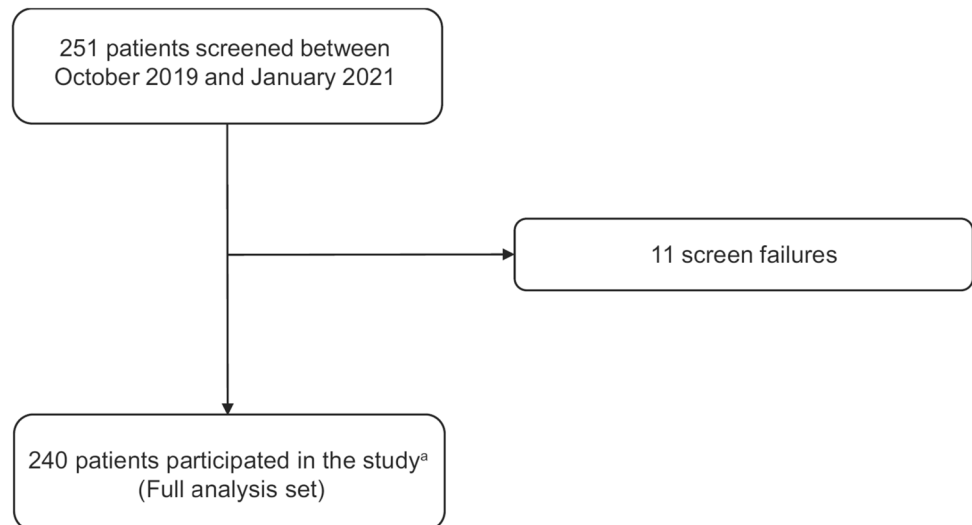 251 patients screened between
October 2019 and January 2021
11 screen failures
240 patients participated in the studyᵃ
(Full analysis set)